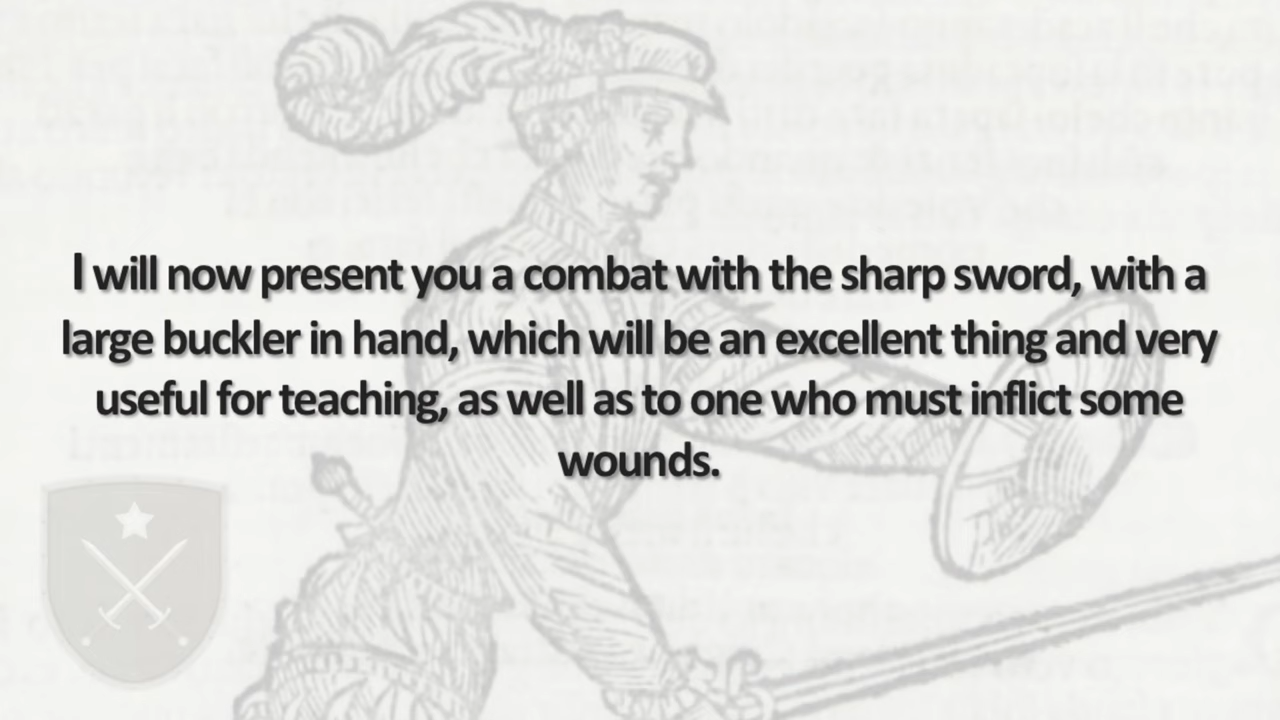 I will now present you a combat with the sharp sword, with a
large buckler in hand, which will be an excellent thing and very
useful for teaching, as well as to one who must inflict some
wounds.